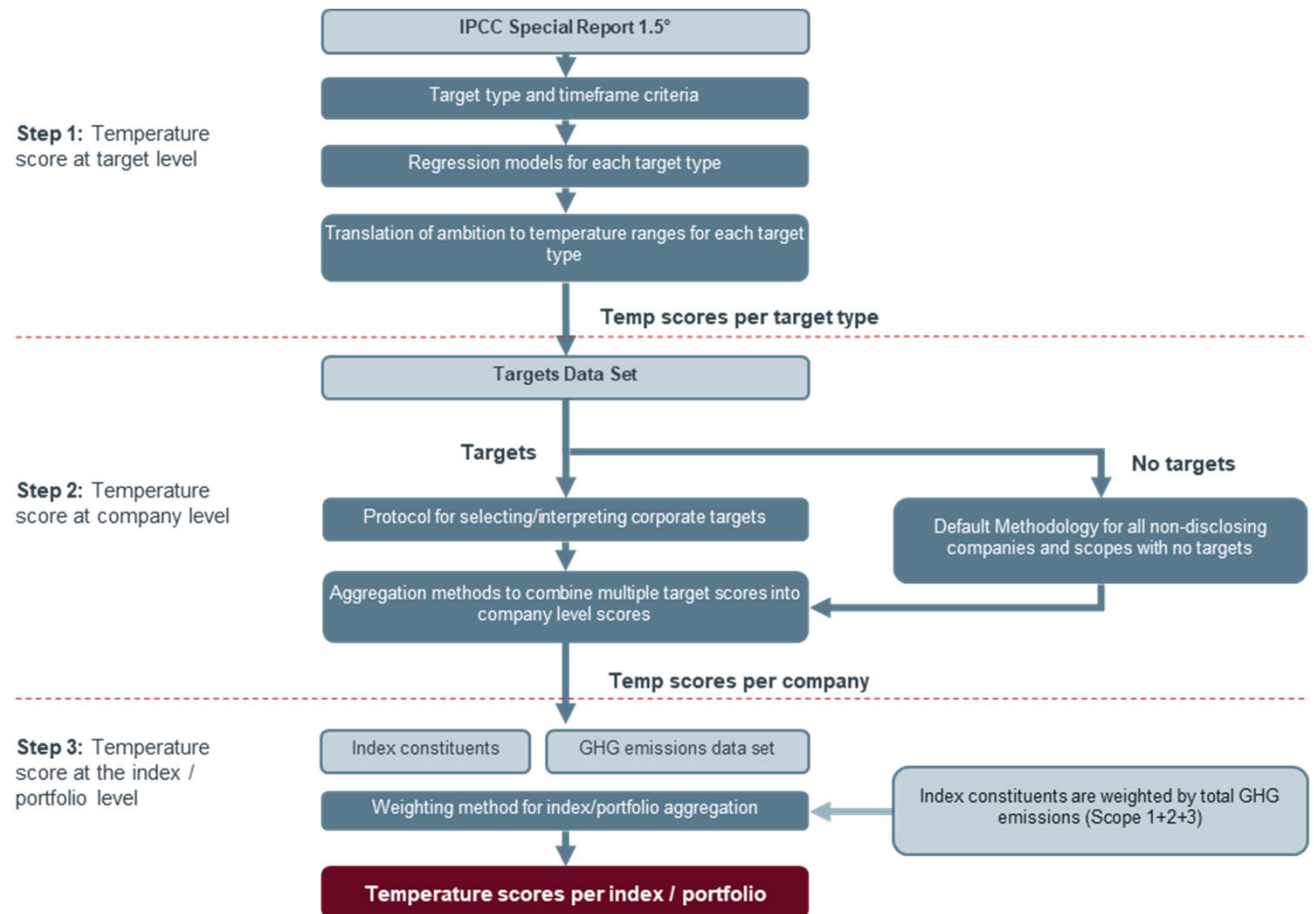 IPCC Special Report 1.5°
Target type and timeframe criteria
Step 1: Temperature
score at target level
Regression models for each target type
Translation of ambition to temperature ranges for each target
type
Temp scores per target type
Targets Data Set
Targets
No targets
Step 2: Temperature
score at company level
Protocol for selecting/interpreting corporate targets
Default Methodology for all non-disclosing
companies and scopes with no targets
Aggregation methods to combine multiple target scores into
company level scores
Temp scores per company
Step 3: Temperature
score at the index /
portfolio level
Index constituents
GHG emissions data set
Weighting method for index/portfolio aggregation
Index constituents are weighted by total GHG
emissions (Scope 1+2+3)
Temperature scores per index / portfolio